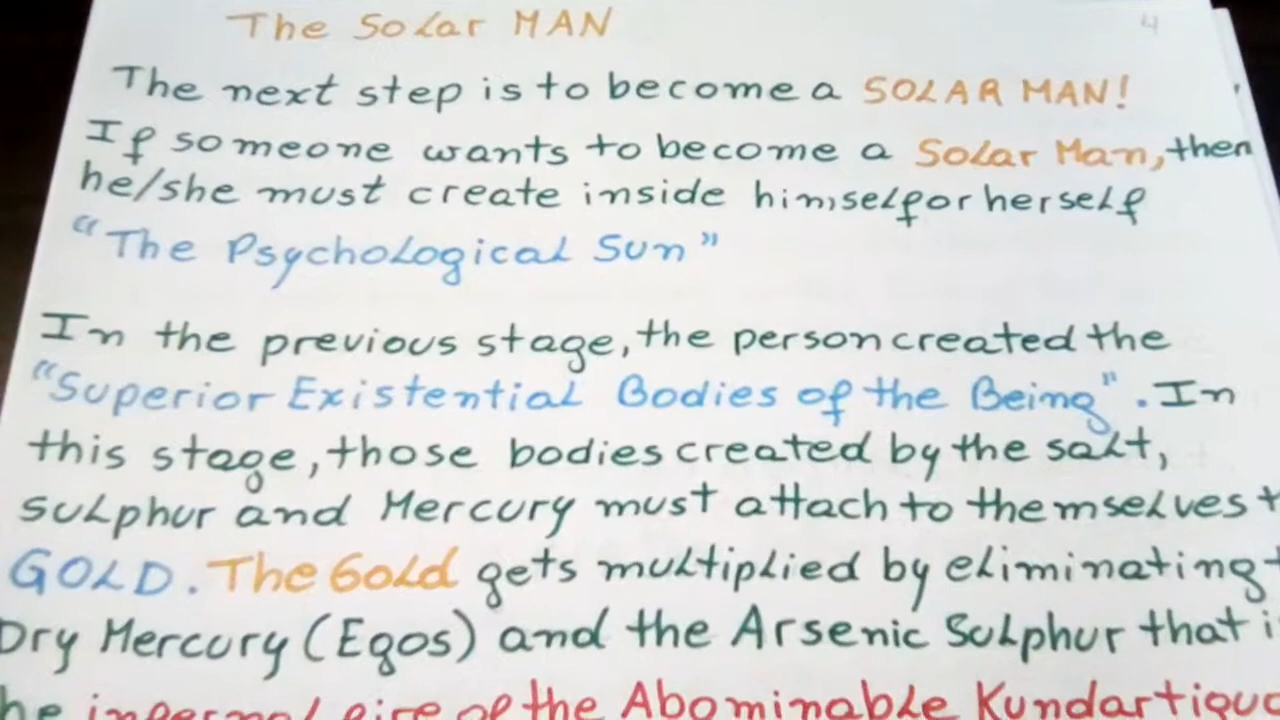 The Solar MAN
4
The next step is to become a SOLAR MAN!
If someone wants to become a Solar Man, then
he/she must create inside himself or herself
“The Psychological Sun”
In the previous stage, the person created the
“Superior Existential Bodies of the Being". In
this stage, those bodies created by the salt,
sulphur and Mercury must attach to themselves
GOLD. The Gold gets multiplied by eliminating
Dry Mercury (Egos) and the Arsenic Sulphur that
infernal fire of the Abominable